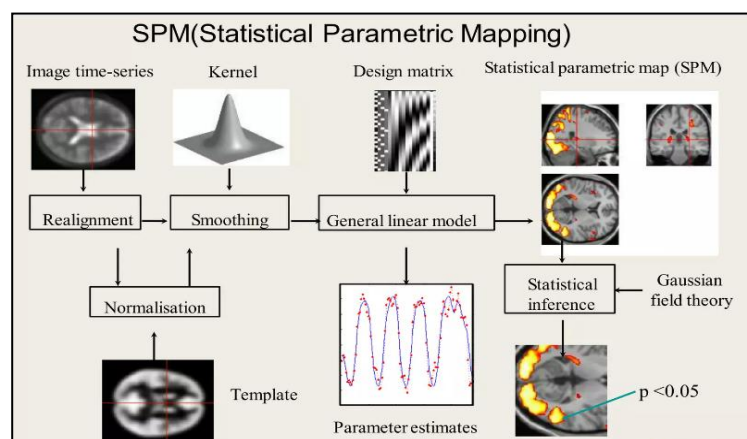 SPM(Statistical Parametric Mapping)
Image time-series
Kernel
Design matrix
Statistical parametric map (SPM)
Realignment
Smoothing
General linear model
Normalisation
Statistical
inference
Gaussian
field theory
Template
Parameter estimates
p <0.05